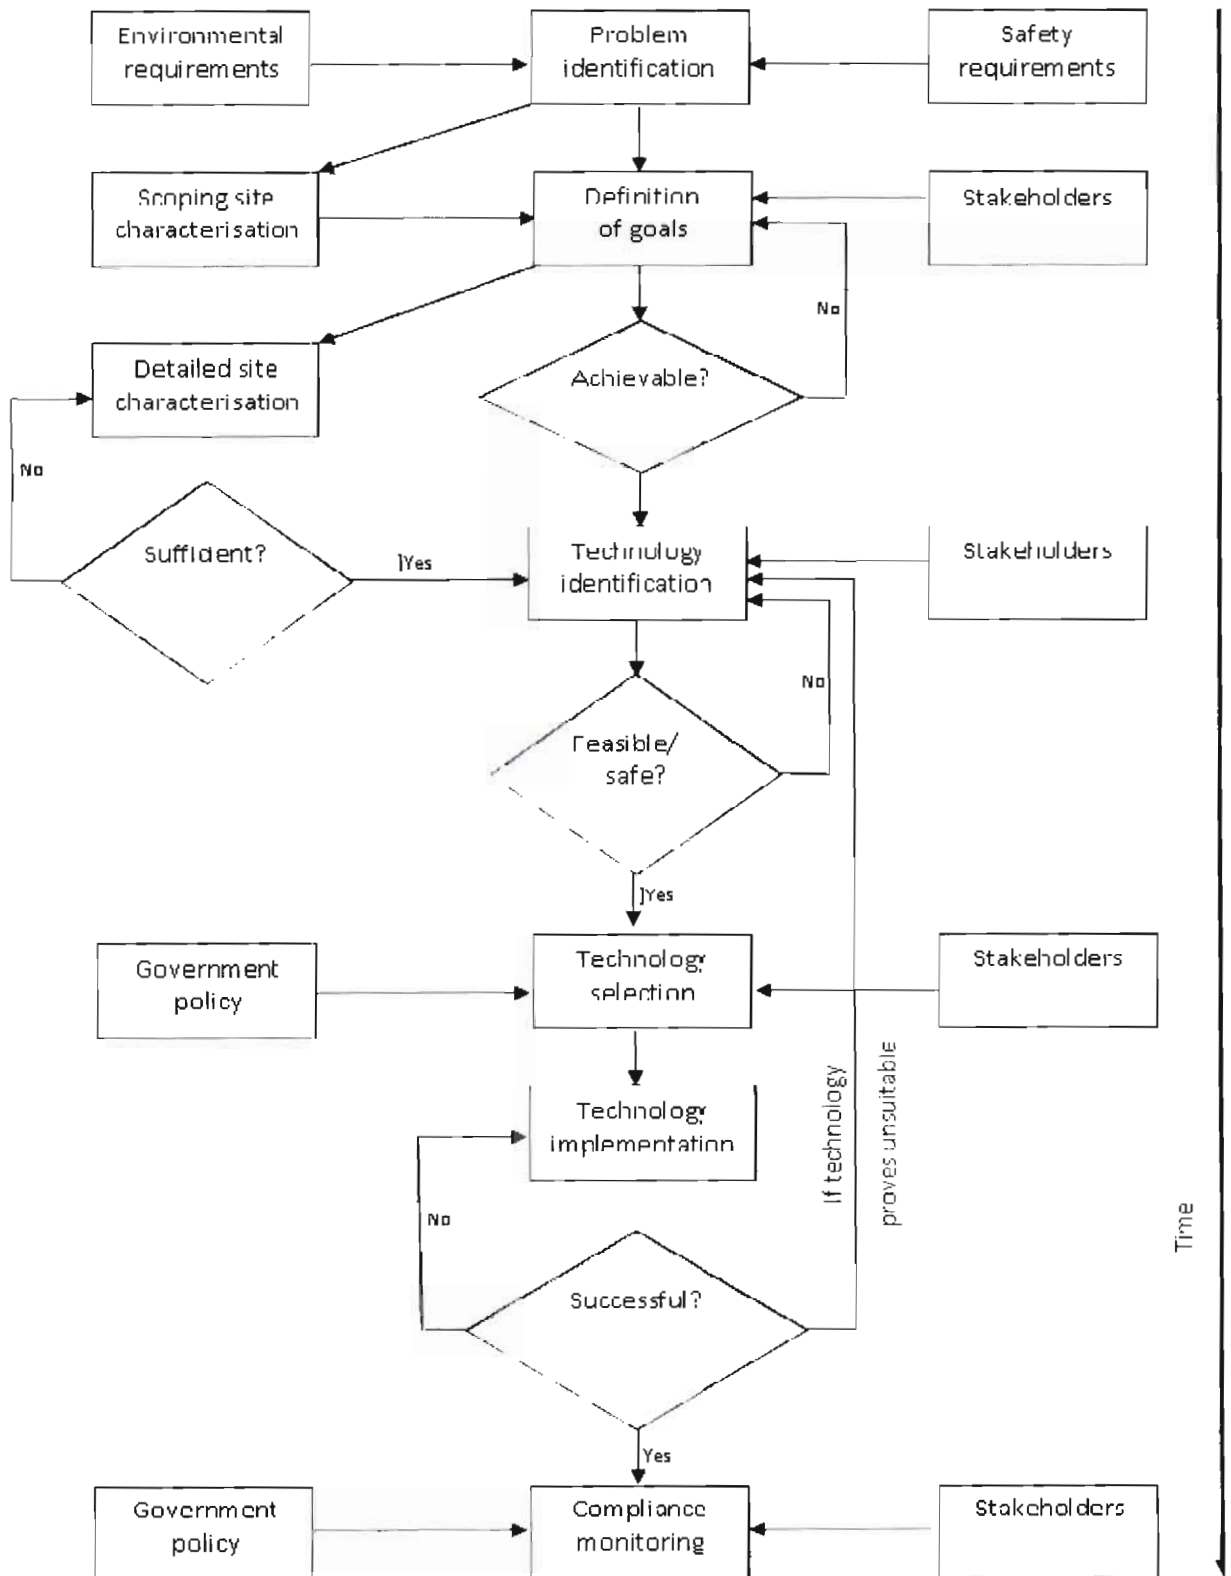 Environmental
requirements
Problem
identification
Safety
requirements
Scoping site
characterisation
Definition
of goals
Stakeholders
No
Detailed site
characterisation
Achievable?
No
Sufficient?
]Yes
Technology
identification
Stakeholders
No
Feasible/
safe?
]Yes
Government
policy
Technology
selection
Stakeholders
If technology
proves unsuitable
Technology
implementation
No
Time
Successful?
Yes
Government
policy
Compliance
monitoring
Stakeholders